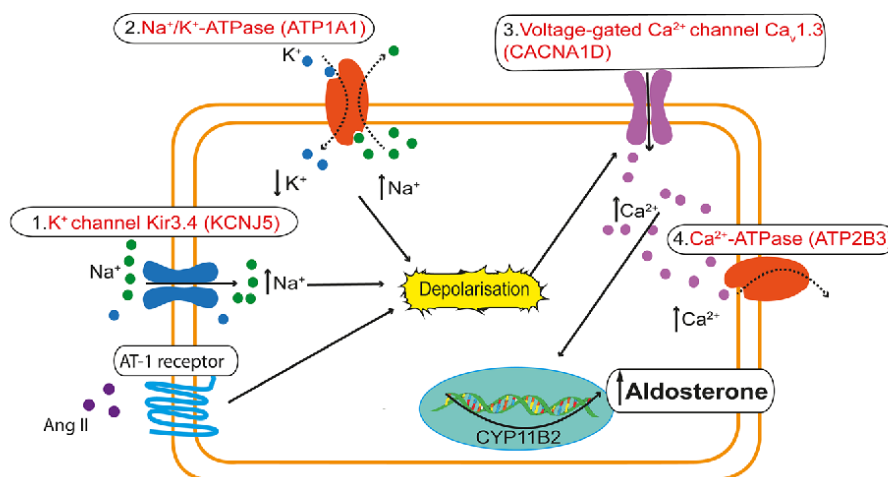 2.Na⁺/K⁺-ATPase (ATP1A1)
K⁺
3.Voltage-gated Ca²⁺ channel Caᵥ1.3
(CACNA1D)
↓K⁺
↑Na⁺
1.K⁺ channel Kir3.4 (KCNJ5)
Na⁺
↑Na⁺
Depolarisation
↑Ca²⁺
4.Ca²⁺-ATPase (ATP2B3)
↑Ca²⁺
AT-1 receptor
Ang II
CYP11B2
↑Aldosterone